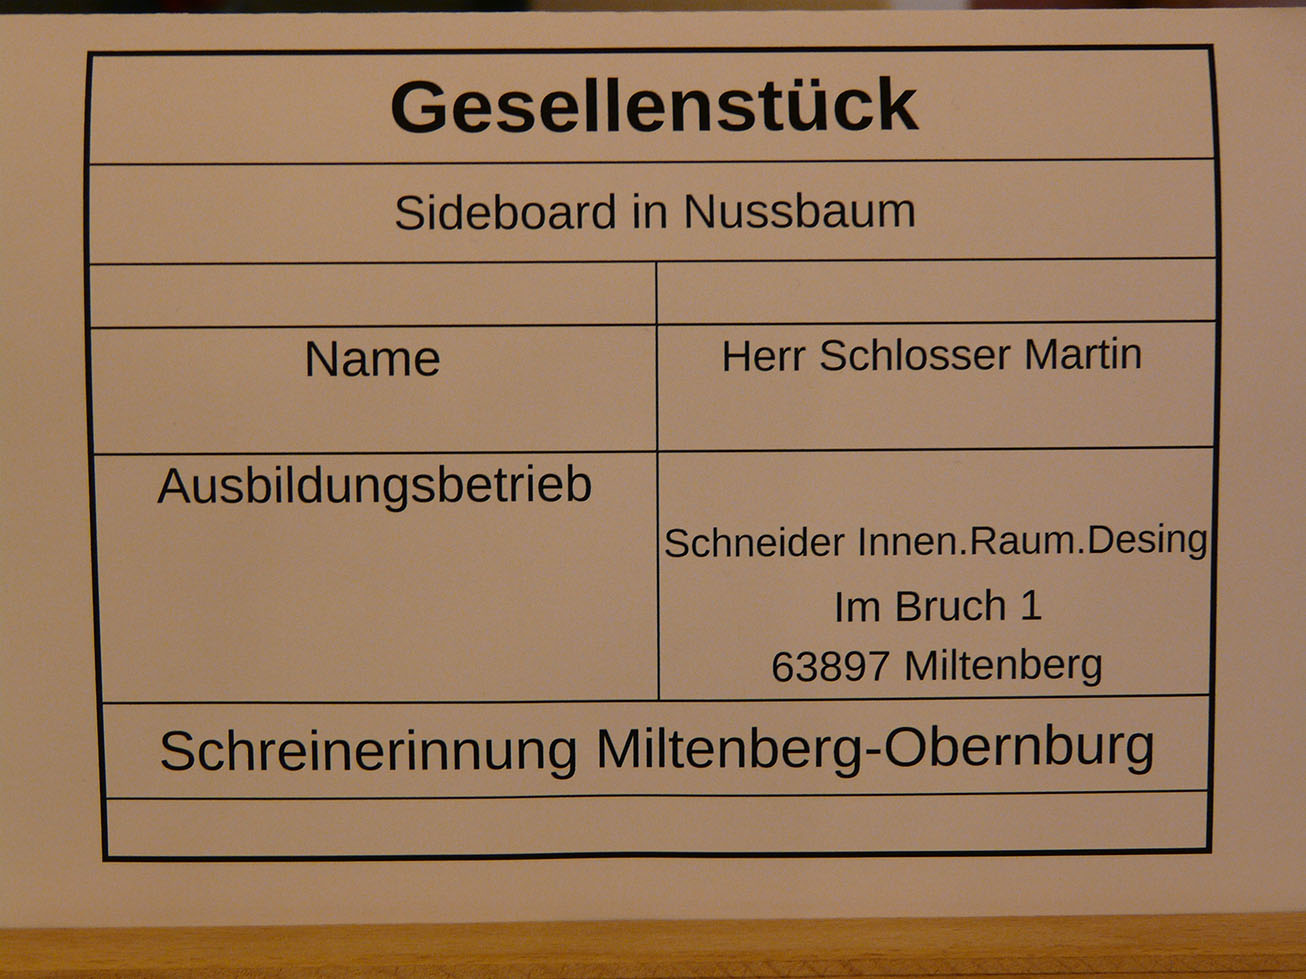 Gesellenstück
Sideboard in Nussbaum
Name
Herr Schlosser Martin
Ausbildungsbetrieb
Schneider Innen.Raum.Desing
Im Bruch 1
63897 Miltenberg
Schreinerinnung Miltenberg-Obernburg